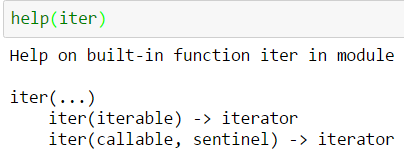 help(iter)
Help on built-in function iter in module
iter(...)
    iter(iterable) -> iterator
    iter(callable, sentinel) -> iterator